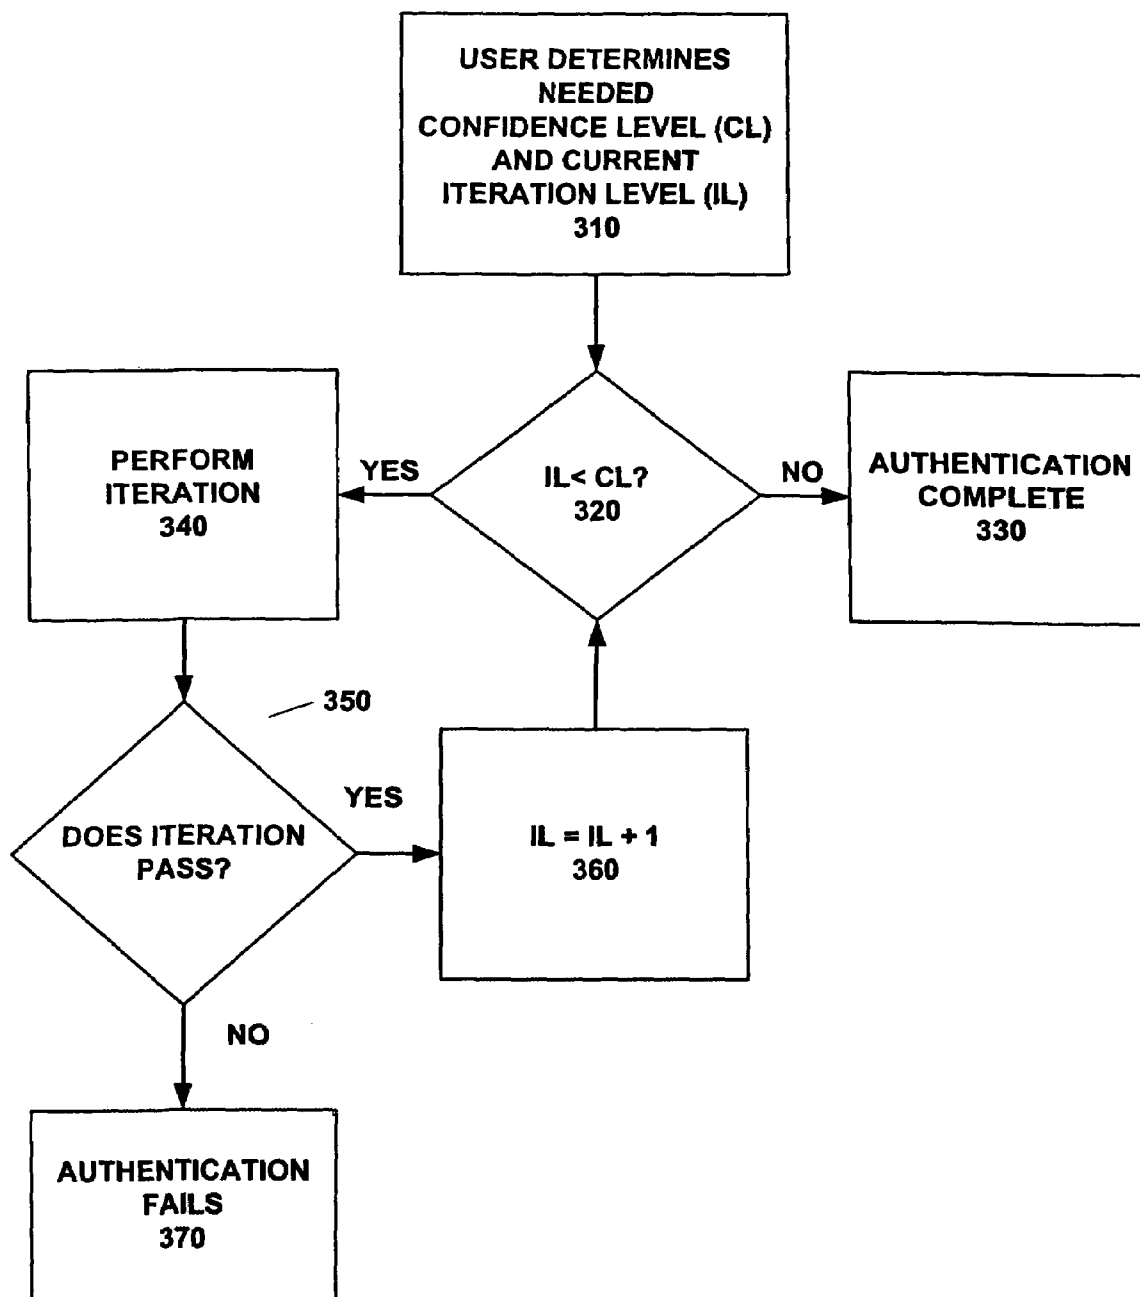 USER DETERMINES
NEEDED
CONFIDENCE LEVEL (CL)
AND CURRENT
ITERATION LEVEL (IL)
310
PERFORM
ITERATION
340
YES
IL< CL?
320
NO
AUTHENTICATION
COMPLETE
330
350
DOES ITERATION
PASS?
YES
IL = IL + 1
360
NO
AUTHENTICATION
FAILS
370